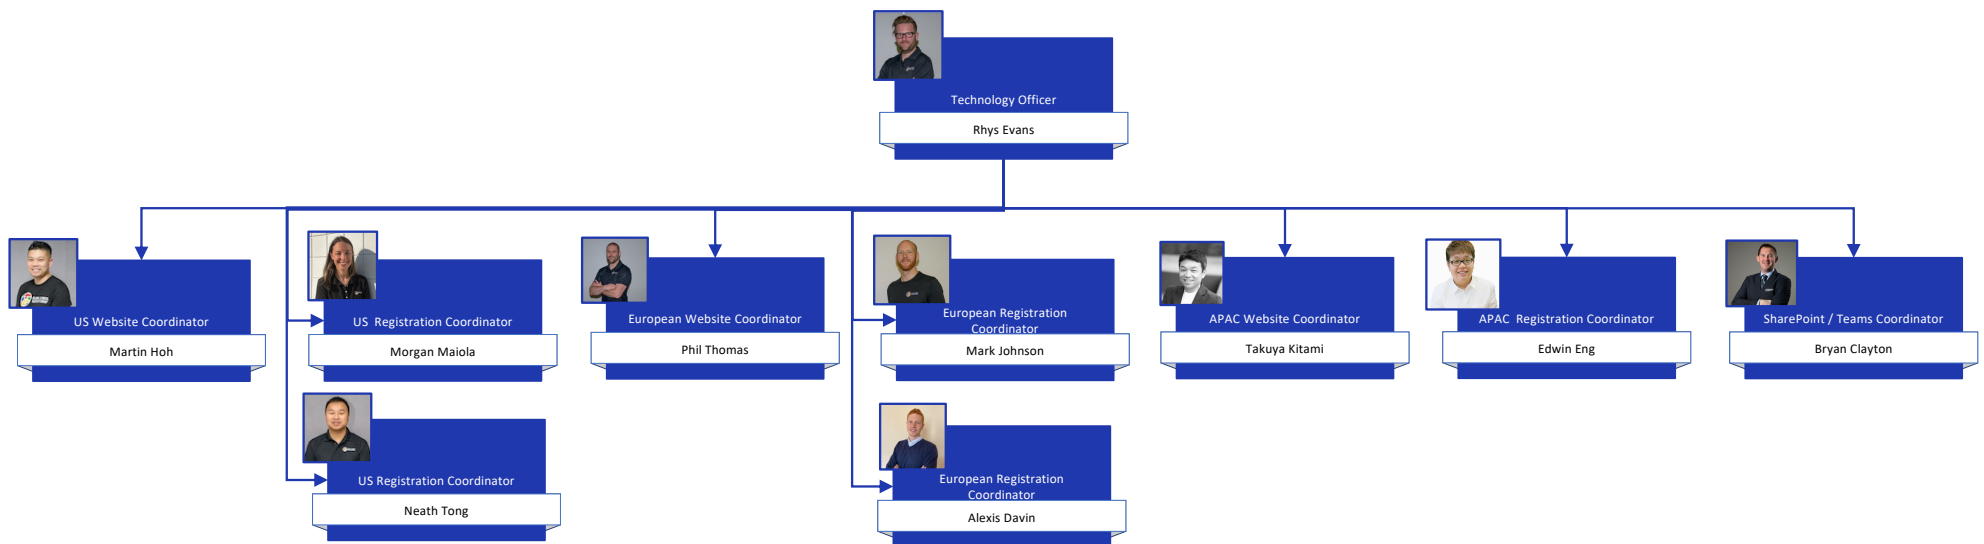 Technology Officer
Rhys Evans
US Website Coordinator
Martin Hoh
US  Registration Coordinator
Morgan Maiola
European Website Coordinator
Phil Thomas
European Registration
Coordinator
Mark Johnson
APAC Website Coordinator
Takuya Kitami
APAC  Registration Coordinator
Edwin Eng
SharePoint / Teams Coordinator
Bryan Clayton
US Registration Coordinator
Neath Tong
European Registration
Coordinator
Alexis Davin